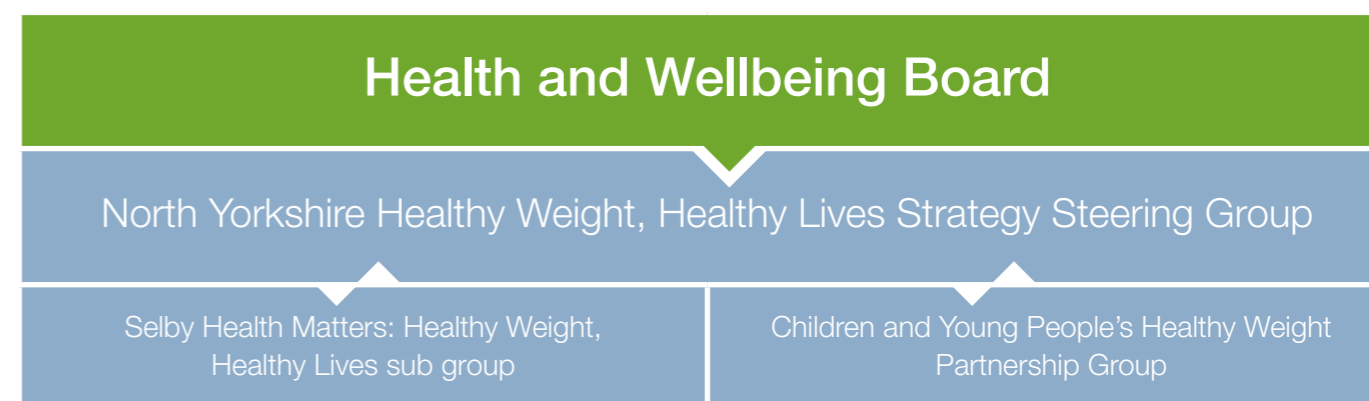 Health and Wellbeing Board
North Yorkshire Healthy Weight, Healthy Lives Strategy Steering Group
Selby Health Matters: Healthy Weight,
Healthy Lives sub group
Children and Young People's Healthy Weight
Partnership Group